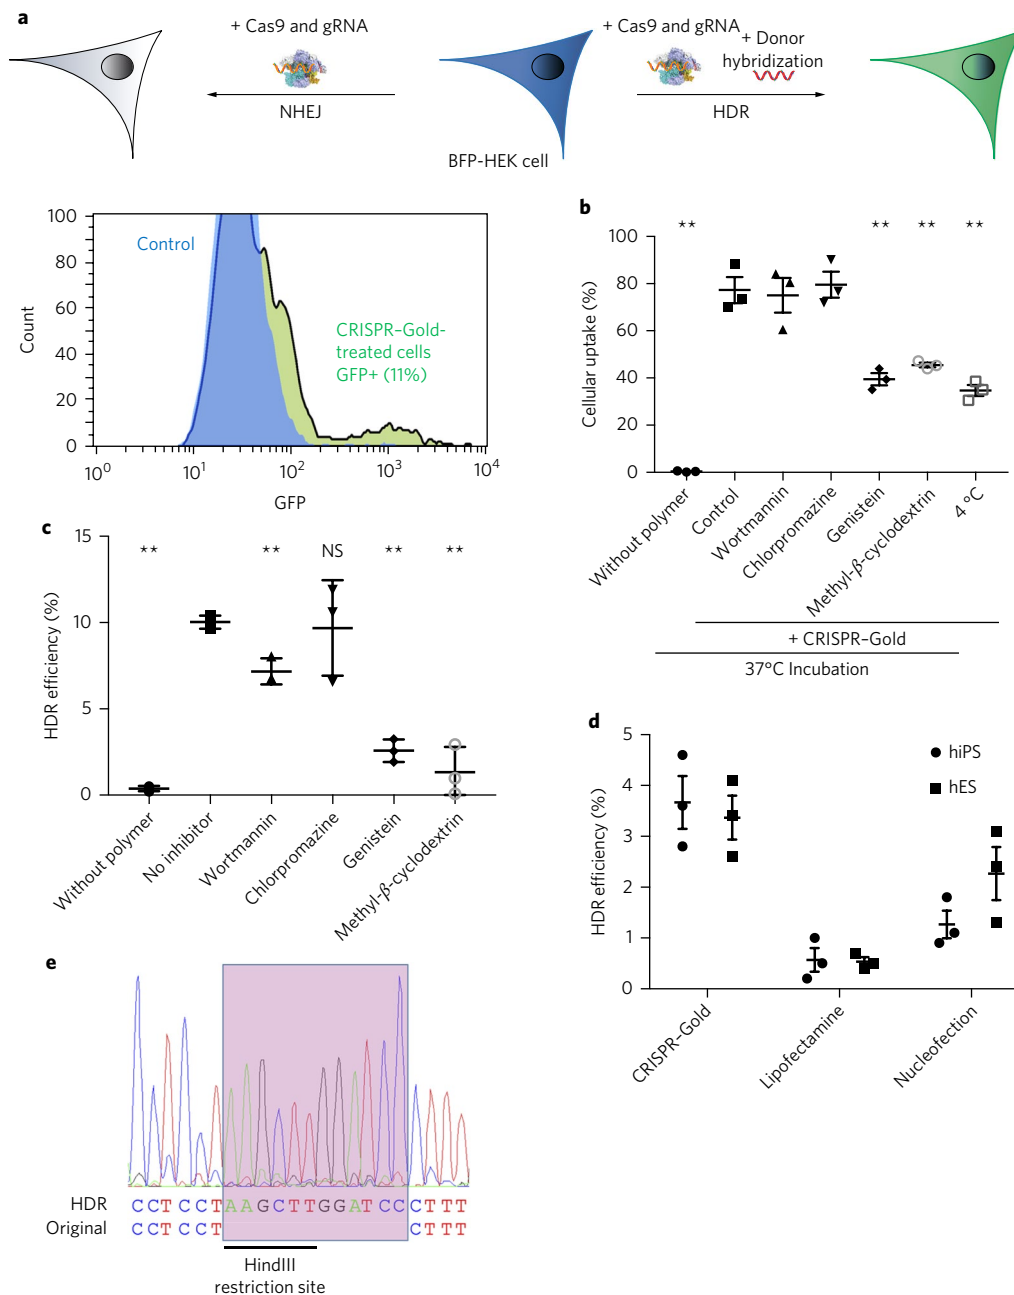 a
+ Cas9 and gRNA
NHEJ
BFP-HEK cell
+ Cas9 and gRNA
+ Donor
hybridization
HDR
Control
CRISPR–Gold-
treated cells
GFP+ (11%)
Count
100
80
60
40
20
0
10⁰
10¹
10²
10³
10⁴
GFP
b
** ** ** **
Cellular uptake (%)
100
80
60
40
20
0
Without polymer
Control
Wortmannin
Chlorpromazine
Genistein
Methyl-β-cyclodextrin
4 °C
+ CRISPR–Gold
37°C Incubation
c
** ** NS ** **
HDR efficiency (%)
15
10
5
0
Without polymer
No inhibitor
Wortmannin
Chlorpromazine
Genistein
Methyl-β-cyclodextrin
d
HDR efficiency (%)
5
4
3
2
1
0
hiPS
hES
CRISPR–Gold
Lipofectamine
Nucleofection
e
HDR CCTCCTAAGCTTGGATCCCTTT
Original CCTCCT CTTT
HindIII
restriction site